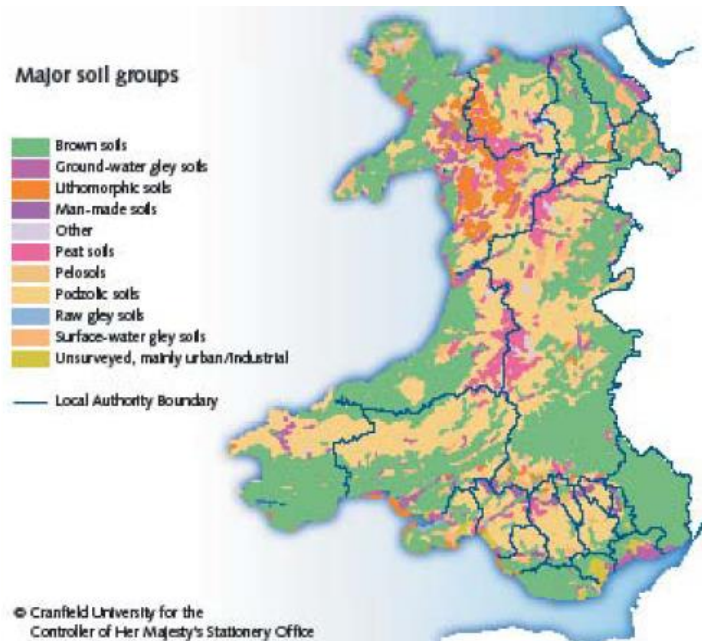 Major soil groups
Brown soils
Ground-water gley soils
Lithomorphic soils
Man-made soils
Other
Peat soils
Pelosols
Podzolic soils
Raw gley soils
Surface-water gley soils
Unsurveyed, mainly urban/Industrial
Local Authority Boundary
© Cranfield University for the
Controller of Her Majesty's Stationery Office